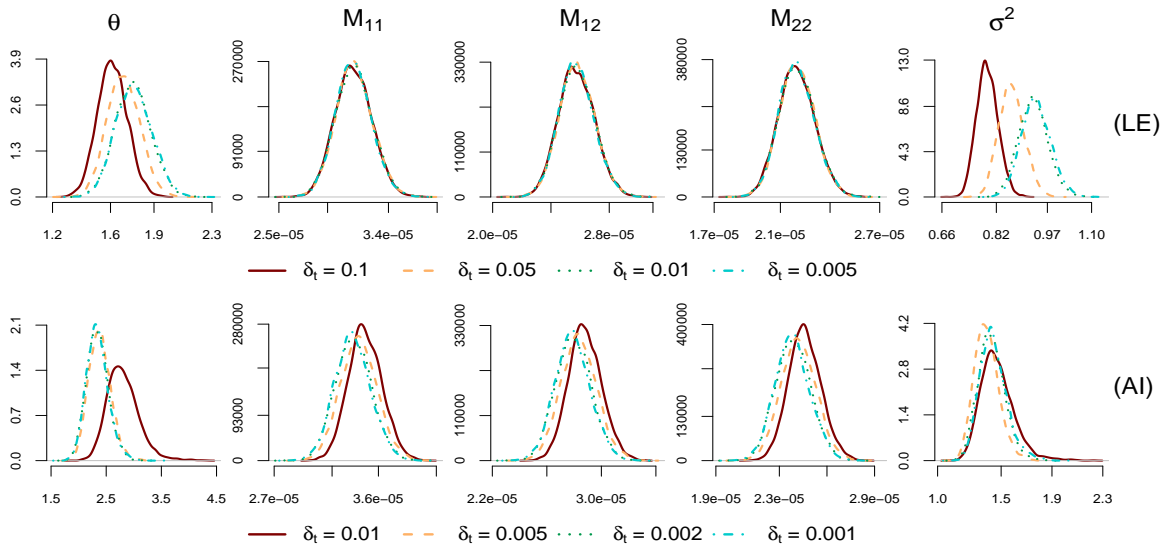 θ M₁₁ M₁₂ M₂₂ σ²
0.0 1.3 2.6 3.9
1.2 1.6 1.9 2.3
0 91000 270000
2.5e−05 3.4e−05
0 110000 330000
2.0e−05 2.8e−05
0 130000 380000
1.7e−05 2.1e−05 2.7e−05
0.0 4.3 8.6 13.0
0.66 0.82 0.97 1.10
(LE)
δₜ = 0.1 δₜ = 0.05 δₜ = 0.01 δₜ = 0.005
0.0 0.7 1.4 2.1
1.5 2.5 3.5 4.5
0 93000 280000
2.7e−05 3.6e−05
0 110000 330000
2.2e−05 3.0e−05
0 130000 400000
1.9e−05 2.3e−05 2.9e−05
0.0 1.4 2.8 4.2
1.0 1.5 1.9 2.3
(AI)
δₜ = 0.01 δₜ = 0.005 δₜ = 0.002 δₜ = 0.001